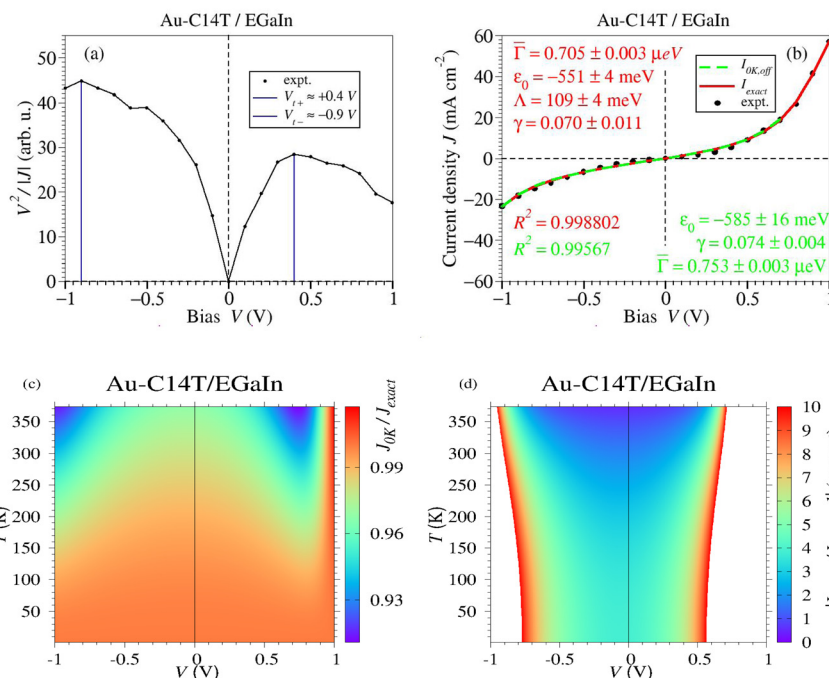 Au-C14T / EGaIn
(a)
expt.
V_{t+} ≈ +0.4 V
V_{t−} ≈ −0.9 V
V² / |J| (arb. u.)
50
40
30
20
10
0
−1 −0.5 0 0.5 1
Bias V (V)
Au-C14T / EGaIn
(b)
Γ̅ = 0.705 ± 0.003 μeV
ε₀ = −551 ± 4 meV
Λ = 109 ± 4 meV
γ = 0.070 ± 0.011
I_{0K,off}
I_{exact}
expt.
R² = 0.998802
R² = 0.99567
ε₀ = −585 ± 16 meV
γ = 0.074 ± 0.004
Γ̅ = 0.753 ± 0.003 μeV
Current density J (mA cm⁻²)
60
40
20
0
−20
−40
−60
−1 −0.5 0 0.5 1
Bias V (V)
(c)
Au-C14T/EGaIn
T (K)
350
300
250
200
150
100
50
-1 -0.5 0 0.5 1
V (V)
J_{0K} / J_{exact}
0.99
0.96
0.93
(d)
Au-C14T/EGaIn
T (K)
350
300
250
200
150
100
50
-1 -0.5 0 0.5 1
V (V)
10
9
8
7
6
5
4
3
2
1
0